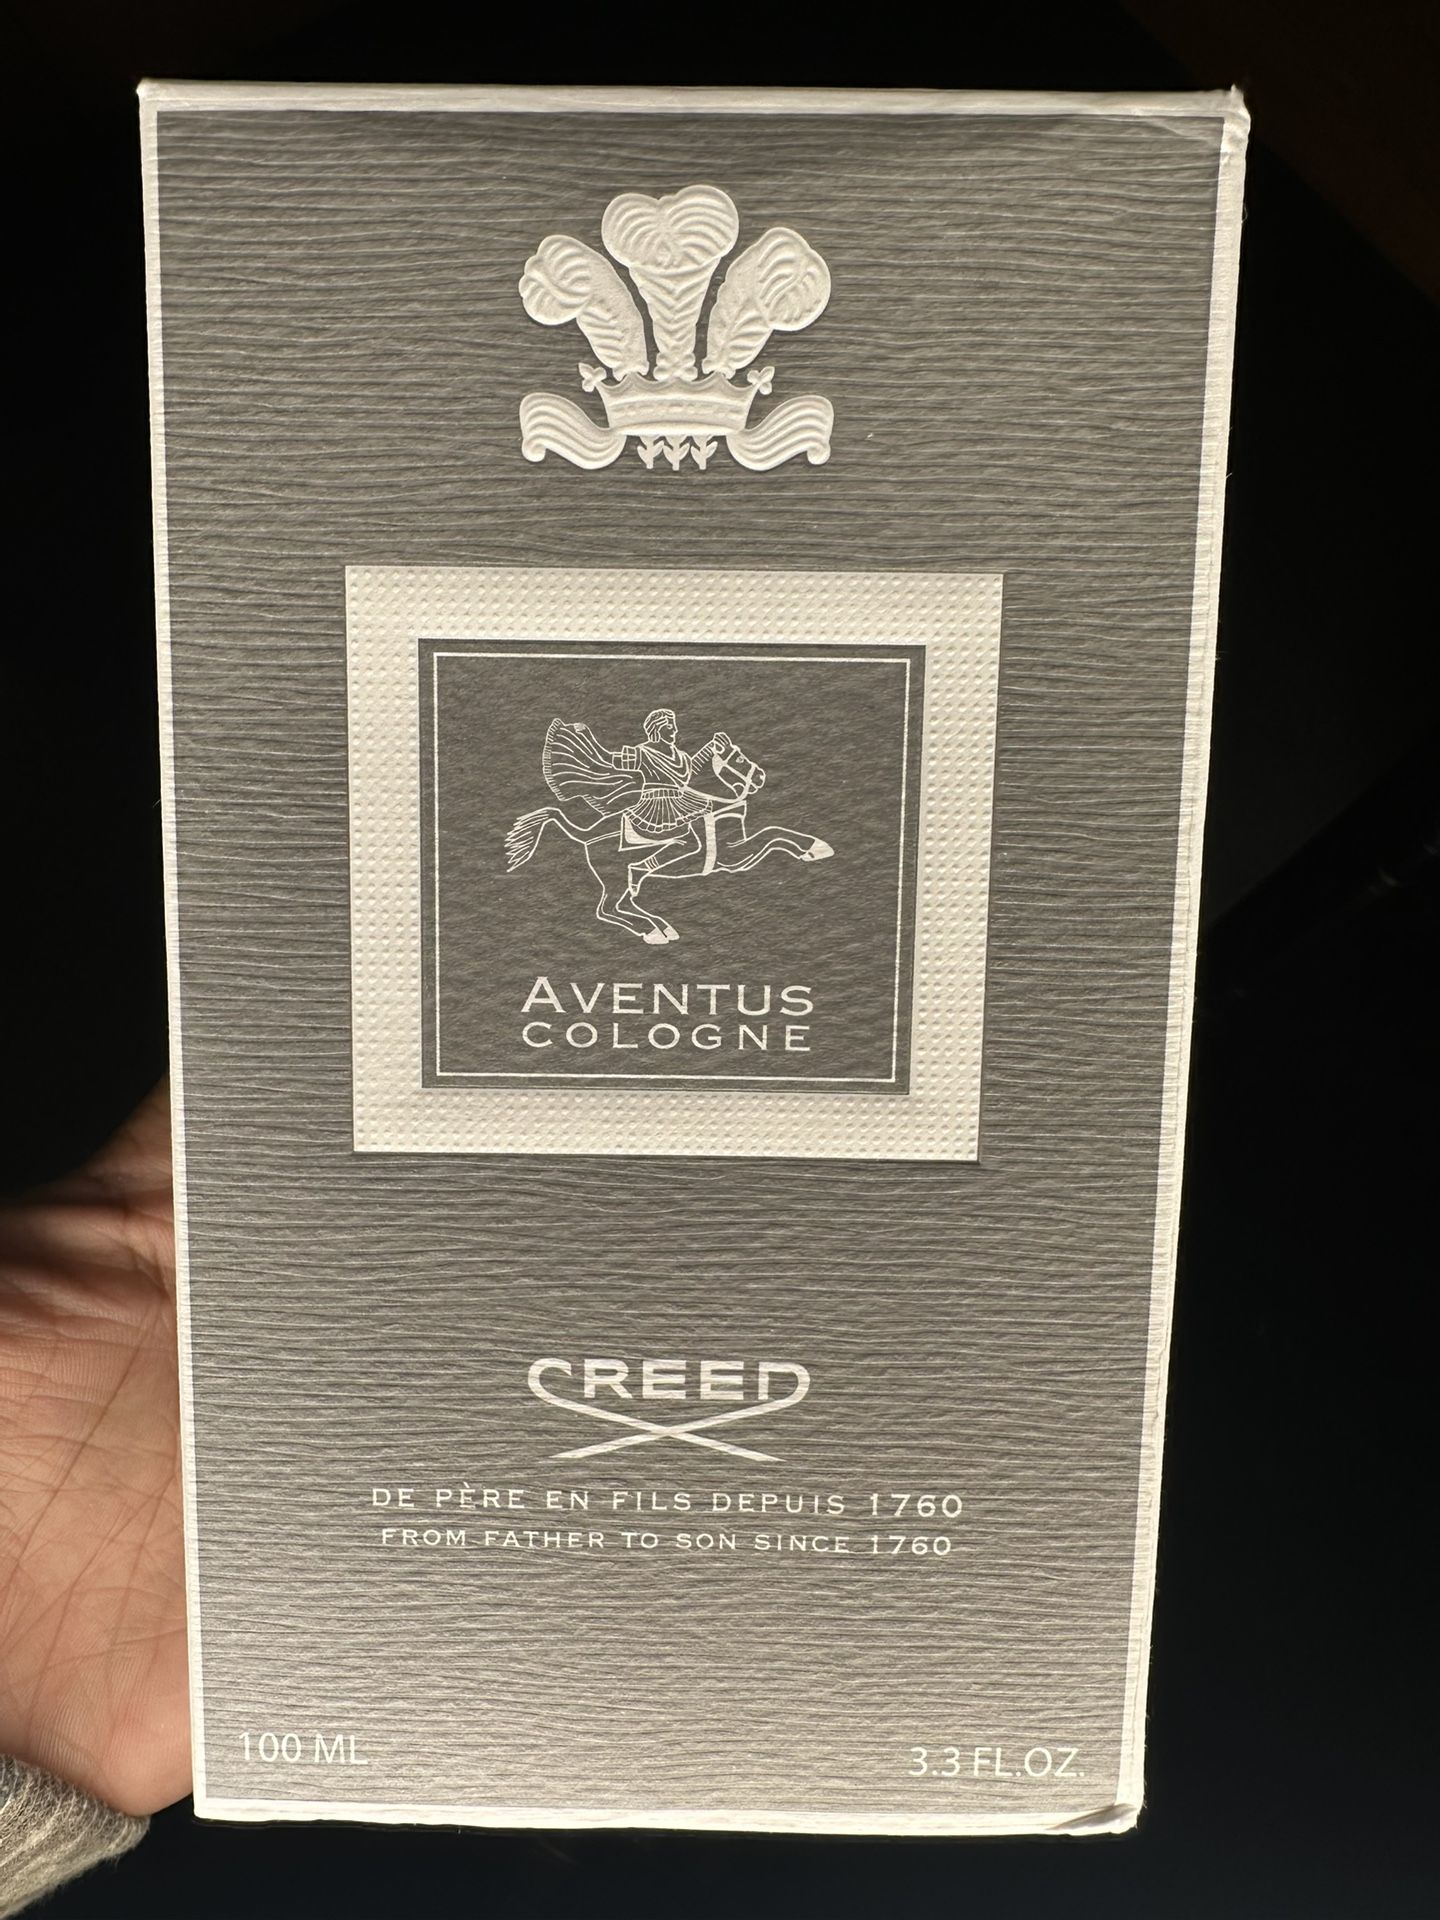 AVENTUS
COLOGNE
CREED
DE PÈRE EN FILS DEPUIS 1760
FROM FATHER TO SON SINCE 1760
100 ML
3.3 FL.OZ.